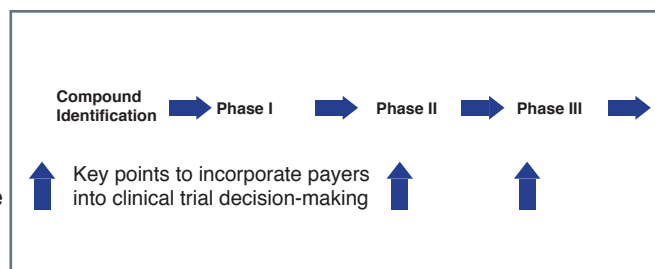 Compound
Identification
Phase I
Phase II
Phase III
Key points to incorporate payers
into clinical trial decision-making